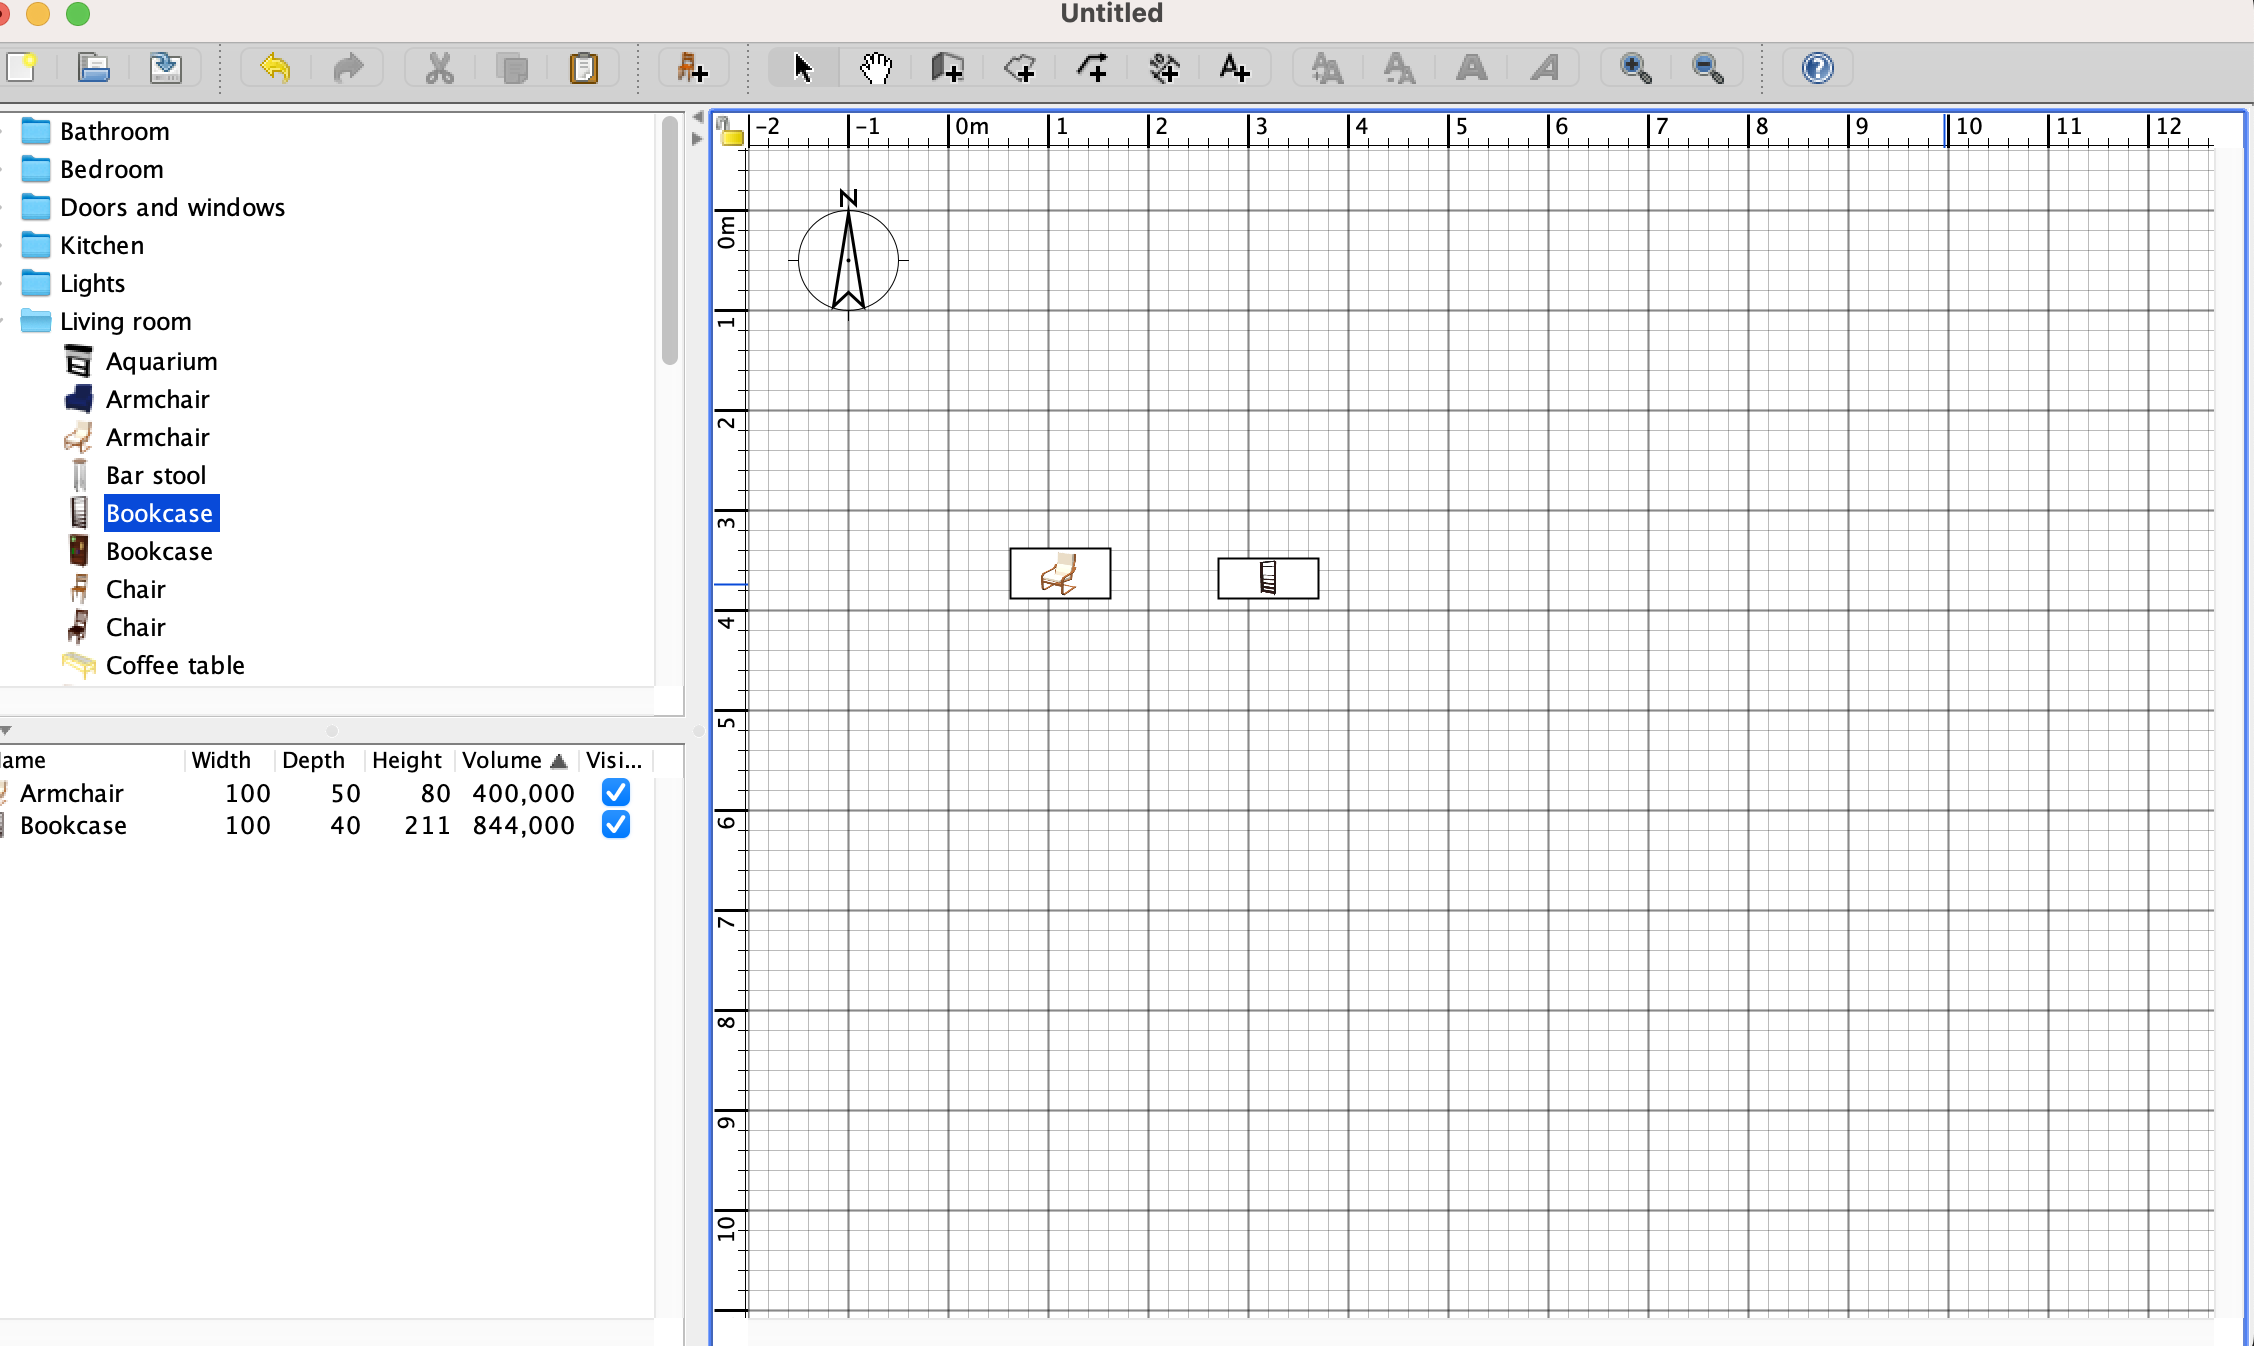 Untitled
-2 -1 0m 1 2 3 4 5 6 7 8 9 10 11 12
Bathroom
Bedroom
Doors and windows
Kitchen
Lights
Living room
Aquarium
Armchair
Armchair
Bar stool
Bookcase
Bookcase
Chair
Chair
Coffee table
N
0m
1
2
3
4
5
6
7
8
9
10
ame Width Depth Height Volume Visi...
Armchair 100 50 80 400,000
Bookcase 100 40 211 844,000